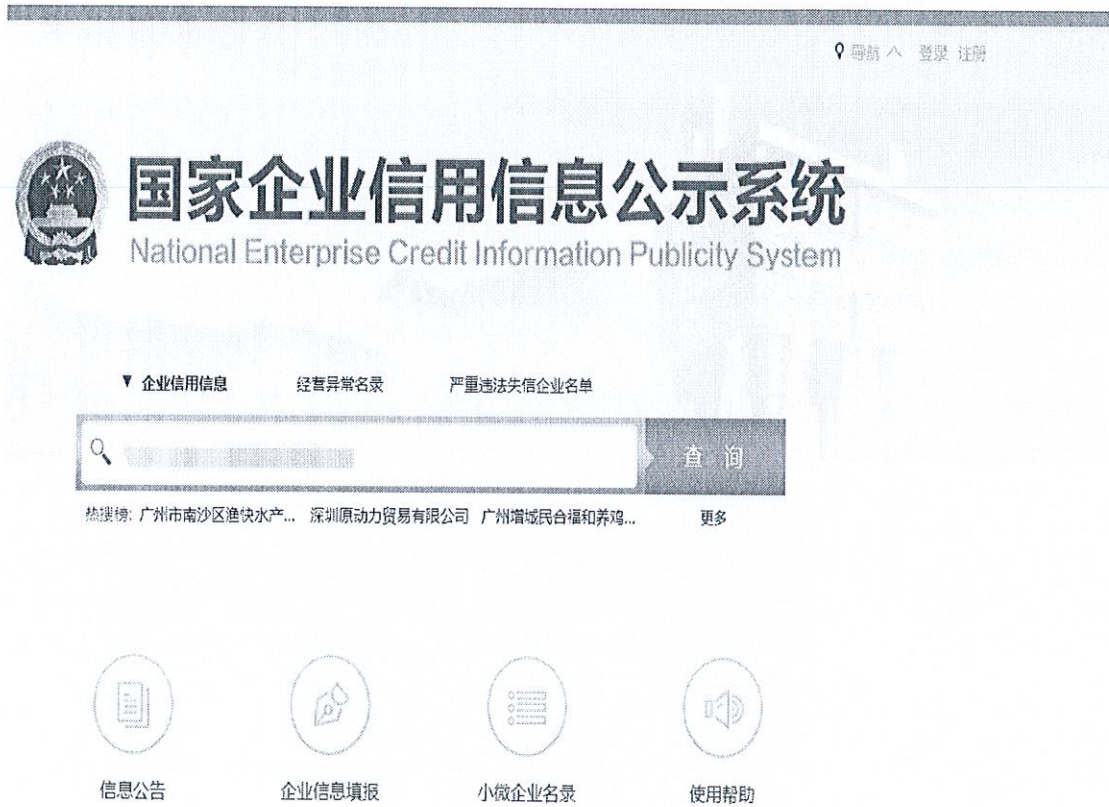 导航 登录 注册
国家企业信用信息公示系统
National Enterprise Credit Information Publicity System
企业信用信息 经营异常名录 严重违法失信企业名单
查 询
热搜榜: 广州市南沙区渔快水产... 深圳原动力贸易有限公司 广州增城民合福和养鸡... 更多
信息公告 企业信息填报 小微企业名录 使用帮助